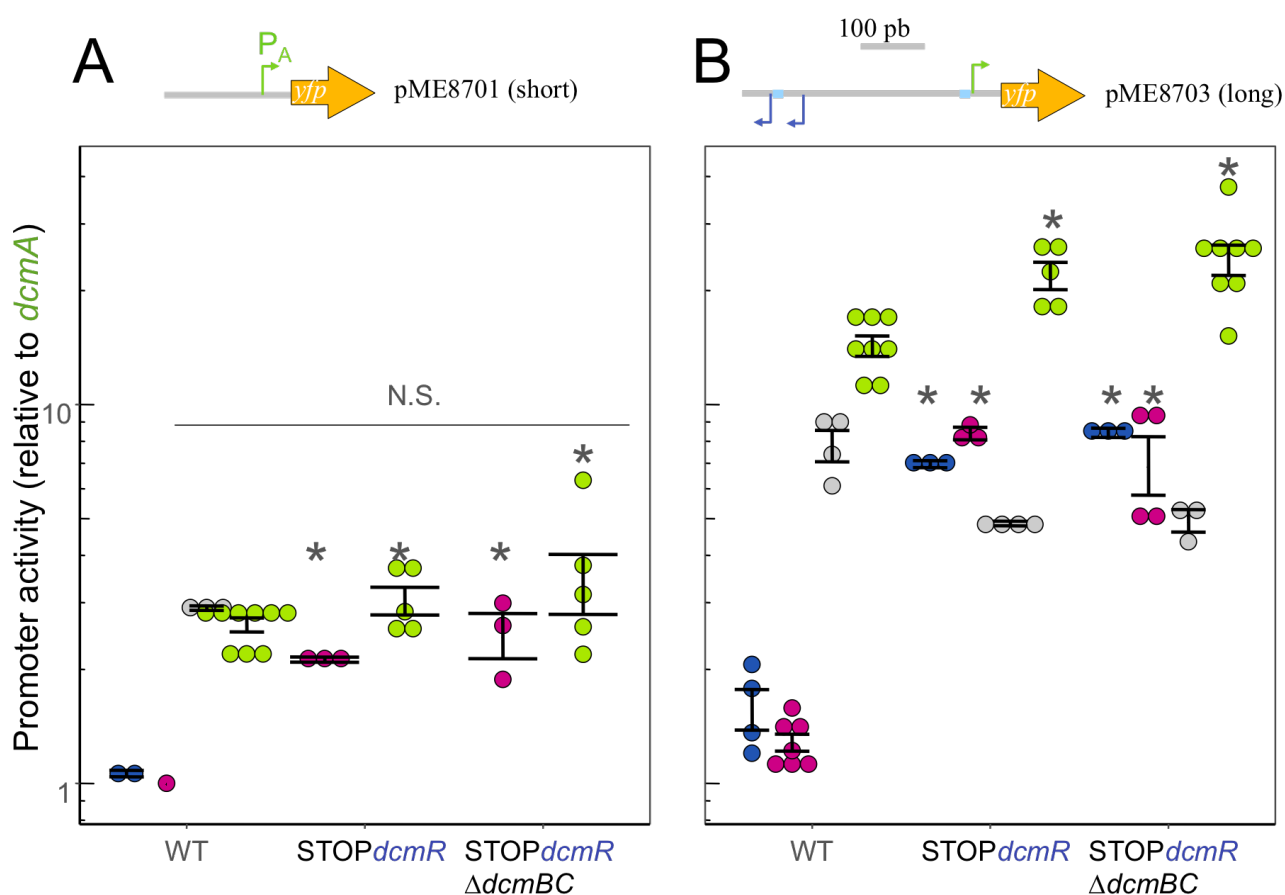 A
P_A
yfp
pME8701 (short)
B
100 pb
yfp
pME8703 (long)
Promoter activity (relative to dcmA)
10
1
N.S.
*
*
*
*
*
*
*
*
*
*
WT
STOPdcmR
STOPdcmR
ΔdcmBC
WT
STOPdcmR
STOPdcmR
ΔdcmBC